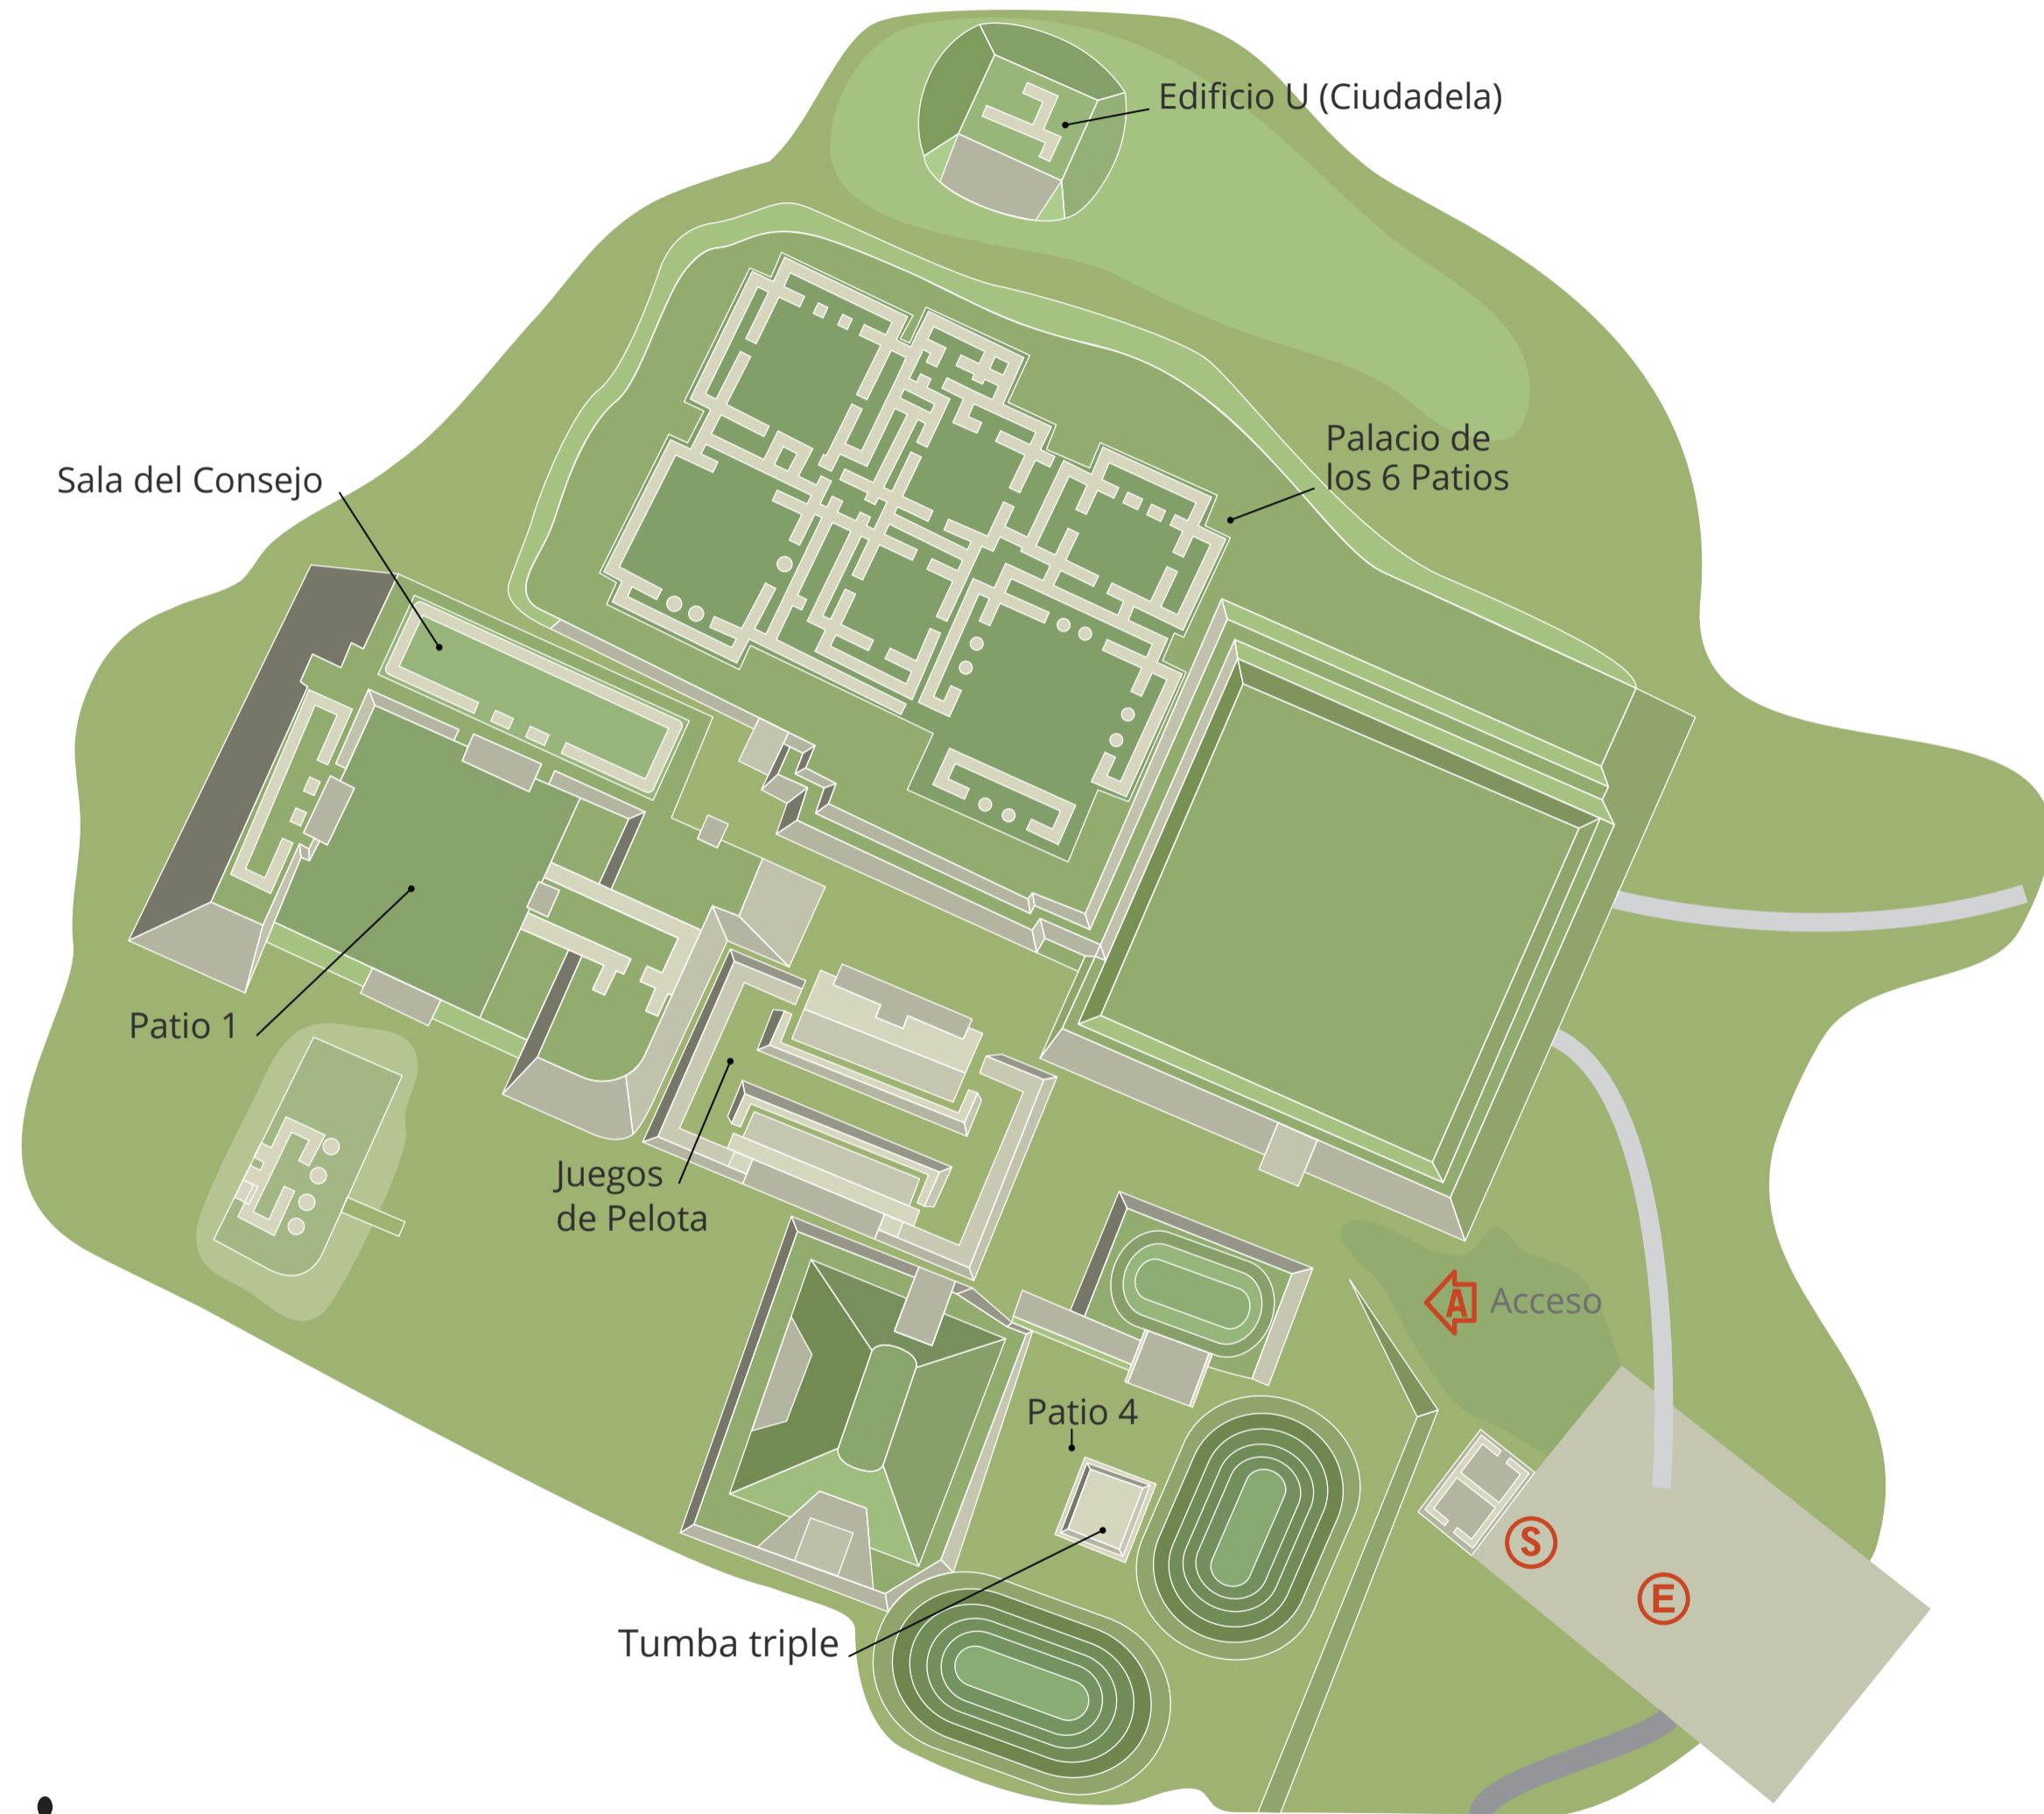 Edificio U (Ciudadela)
Palacio de
los 6 Patios
Sala del Consejo
Patio 1
Juegos
de Pelota
A Acceso
Patio 4
S
E
Tumba triple